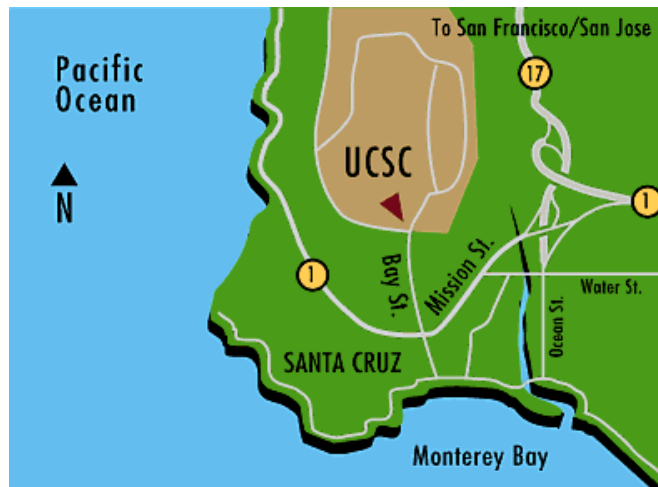 To San Francisco/San Jose
Pacific
Ocean
17
N
UCSC
1
1
Bay St.
Mission St.
Water St.
Ocean St.
SANTA CRUZ
Monterey Bay